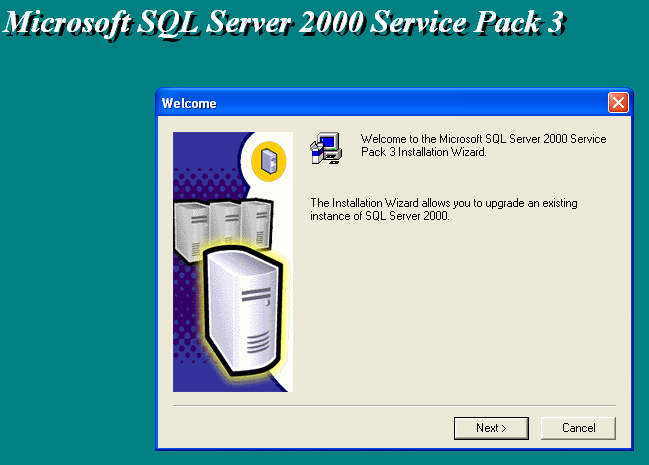 Microsoft SQL Server 2000 Service Pack 3
Welcome
Welcome to the Microsoft SQL Server 2000 Service
Pack 3 Installation Wizard.
The Installation Wizard allows you to upgrade an existing
instance of SQL Server 2000.
Next >
Cancel